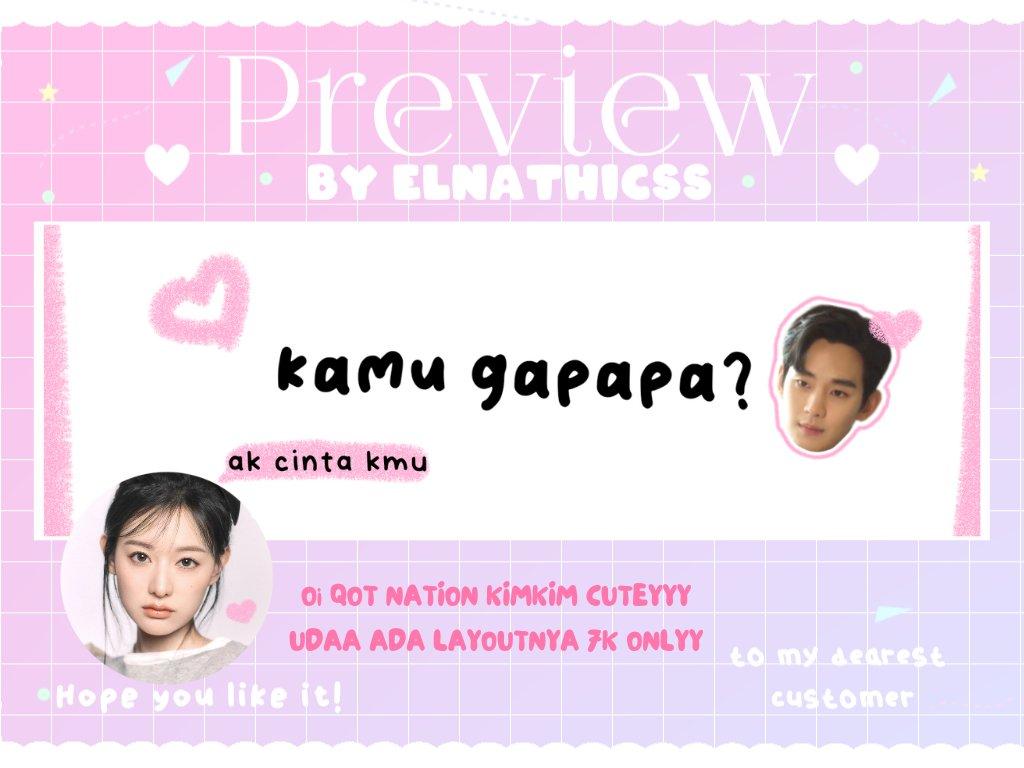 Preview
BY ELNATHICSS
kamu gapapa?
ak cinta kmu
Oi QOT NATION KIMKIM CUTEYYY
UDAA ADA LAYOUTNYA 7K ONLYY
to my dearest
customer
Hope you like it!